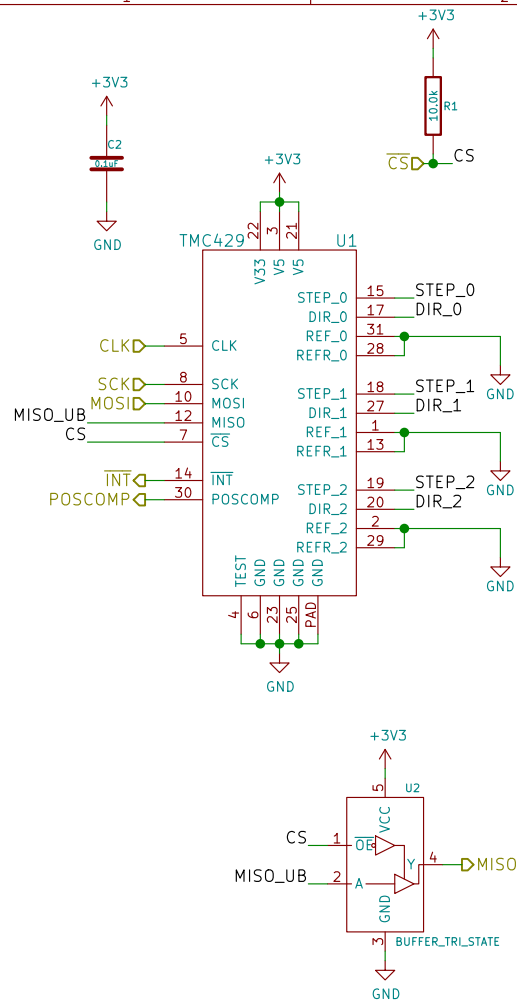 1 2
+3V3
R1
10.0k
CS CS
+3V3
C2
0.1uF
GND
+3V3
TMC429 U1
22 3 21
V33 V5 V5
STEP_0 15 STEP_0
DIR_0 17 DIR_0
REF_0 31
REFR_0 28
GND
CLK 5 CLK
SCK 8 SCK
MOSI 10 MOSI
MISO_UB 12 MISO
CS 7 CS
STEP_1 18 STEP_1
DIR_1 27 DIR_1
REF_1 1
REFR_1 13
GND
INT 14 INT
POSCOMP 30 POSCOMP
STEP_2 19 STEP_2
DIR_2 20 DIR_2
REF_2 2
REFR_2 29
GND
TEST GND GND GND GND
4 6 23 25 PAD
GND
+3V3
5 U2
VCC
CS 1 OE
Y 4 MISO
MISO_UB 2 A
GND
3 BUFFER_TRI_STATE
GND